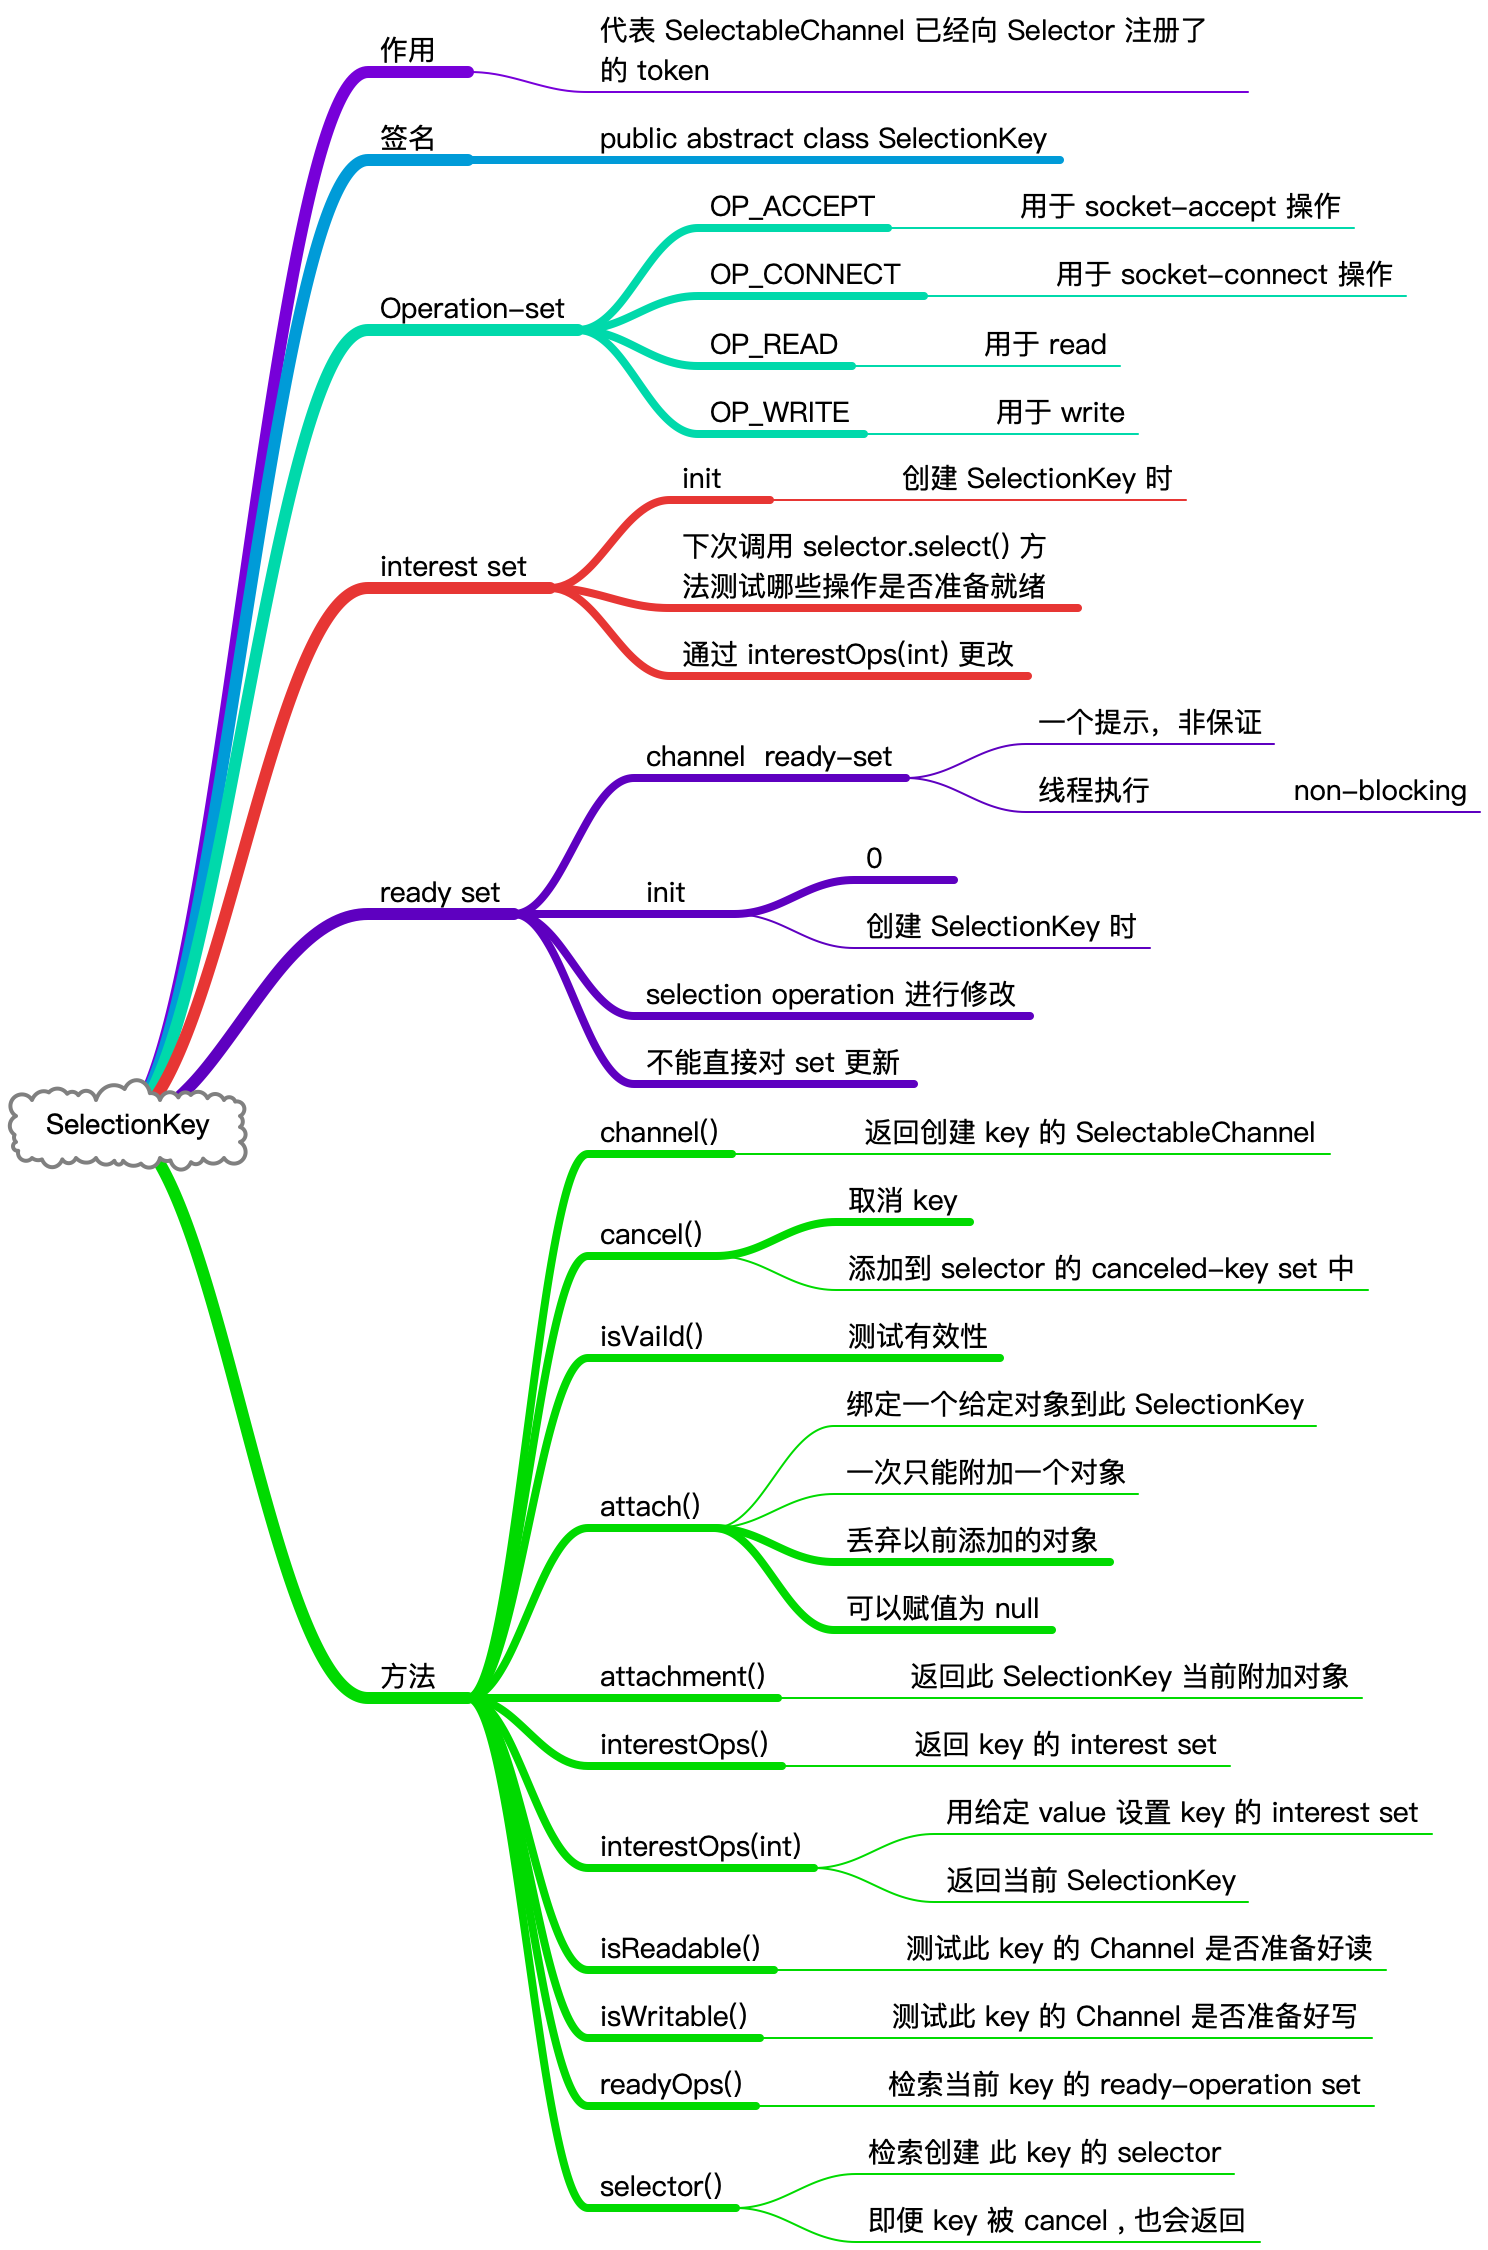 作用
代表 SelectableChannel 已经向 Selector 注册了
的 token
签名
public abstract class SelectionKey
Operation-set
OP_ACCEPT
用于 socket-accept 操作
OP_CONNECT
用于 socket-connect 操作
OP_READ
用于 read
OP_WRITE
用于 write
interest set
init
创建 SelectionKey 时
下次调用 selector.select() 方
法测试哪些操作是否准备就绪
通过 interestOps(int) 更改
ready set
channel  ready-set
一个提示，非保证
线程执行
non-blocking
init
0
创建 SelectionKey 时
selection operation 进行修改
不能直接对 set 更新
SelectionKey
方法
channel()
返回创建 key 的 SelectableChannel
cancel()
取消 key
添加到 selector 的 canceled-key set 中
isVaild()
测试有效性
attach()
绑定一个给定对象到此 SelectionKey
一次只能附加一个对象
丢弃以前添加的对象
可以赋值为 null
attachment()
返回此 SelectionKey 当前附加对象
interestOps()
返回 key 的 interest set
interestOps(int)
用给定 value 设置 key 的 interest set
返回当前 SelectionKey
isReadable()
测试此 key 的 Channel 是否准备好读
isWritable()
测试此 key 的 Channel 是否准备好写
readyOps()
检索当前 key 的 ready-operation set
selector()
检索创建 此 key 的 selector
即便 key 被 cancel , 也会返回